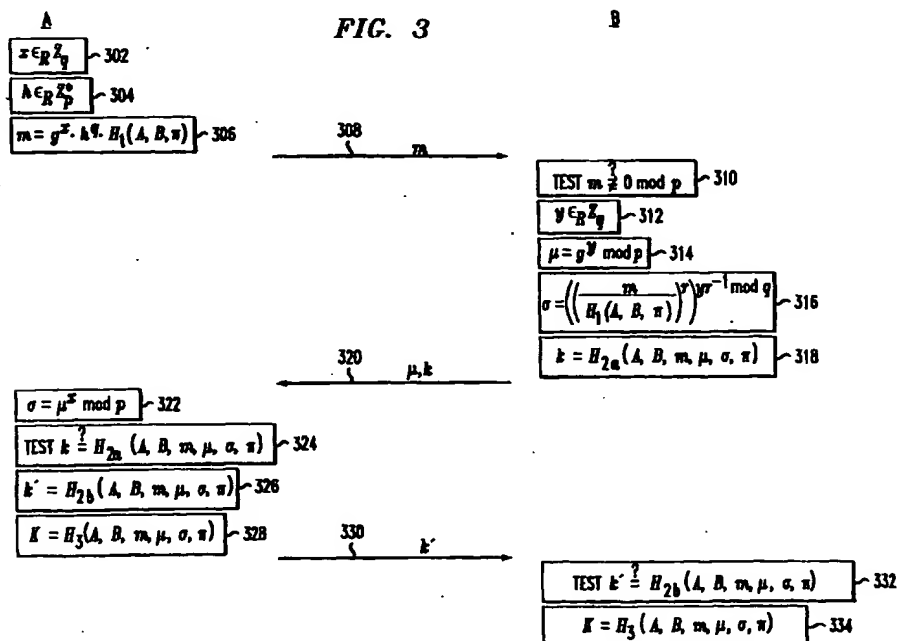 A
FIG. 3
B
x ∈R Zq 302
h ∈R Z*p 304
m = g^x · h^q · H1(A, B, π) 306
308
m
TEST m ≢? 0 mod p 310
y ∈R Zq 312
μ = g^y mod p 314
σ = ((m / H1(A, B, π))^r)^(yr^-1 mod q) 316
k = H2a(A, B, m, μ, σ, π) 318
320
μ, k
σ = μ^x mod p 322
TEST k =? H2a (A, B, m, μ, σ, π) 324
k′ = H2b(A, B, m, μ, σ, π) 326
K = H3(A, B, m, μ, σ, π) 328
330
k′
TEST k′ =? H2b(A, B, m, μ, σ, π) 332
K = H3(A, B, m, μ, σ, π) 334